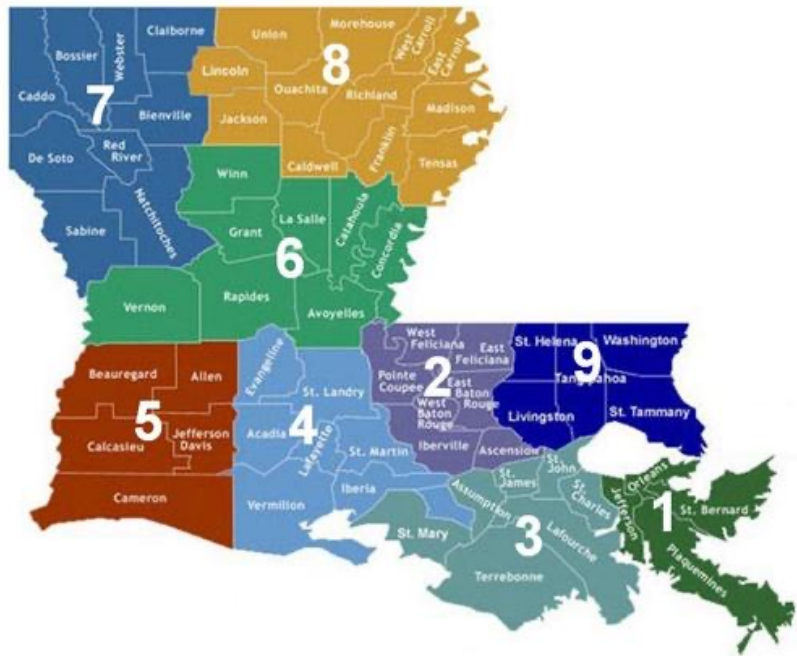 Claiborne
Union
Morehouse
West
Carroll
East
Carroll
Bossier
Webster
8
Lincoln
7
Caddo
Ouachita
Richland
Madison
Bienville
Jackson
Franklin
De Soto
Red
River
Caldwell
Tensas
Winn
Natchitoches
Sabine
La Salle
Catahoula
Concordia
Grant
6
Vernon
Rapides
Avoyelles
West
Feliciana
East
Feliciana
St. Helena
Washington
9
Evangeline
Beauregard
Allen
Pointe
Coupee
2
East
Baton
Rouge
St. Landry
West
Baton
Rouge
Livingston
St. Tammany
5
4
Calcasieu
Jefferson
Davis
Acadia
Lafayette
St. Martin
Iberville
Ascension
St.
John
St.
James
St.
Charles
Cameron
Vermilion
Iberia
Assumption
Orleans
Jefferson
St. Bernard
1
St. Mary
3
Lafourche
Plaquemines
Terrebonne